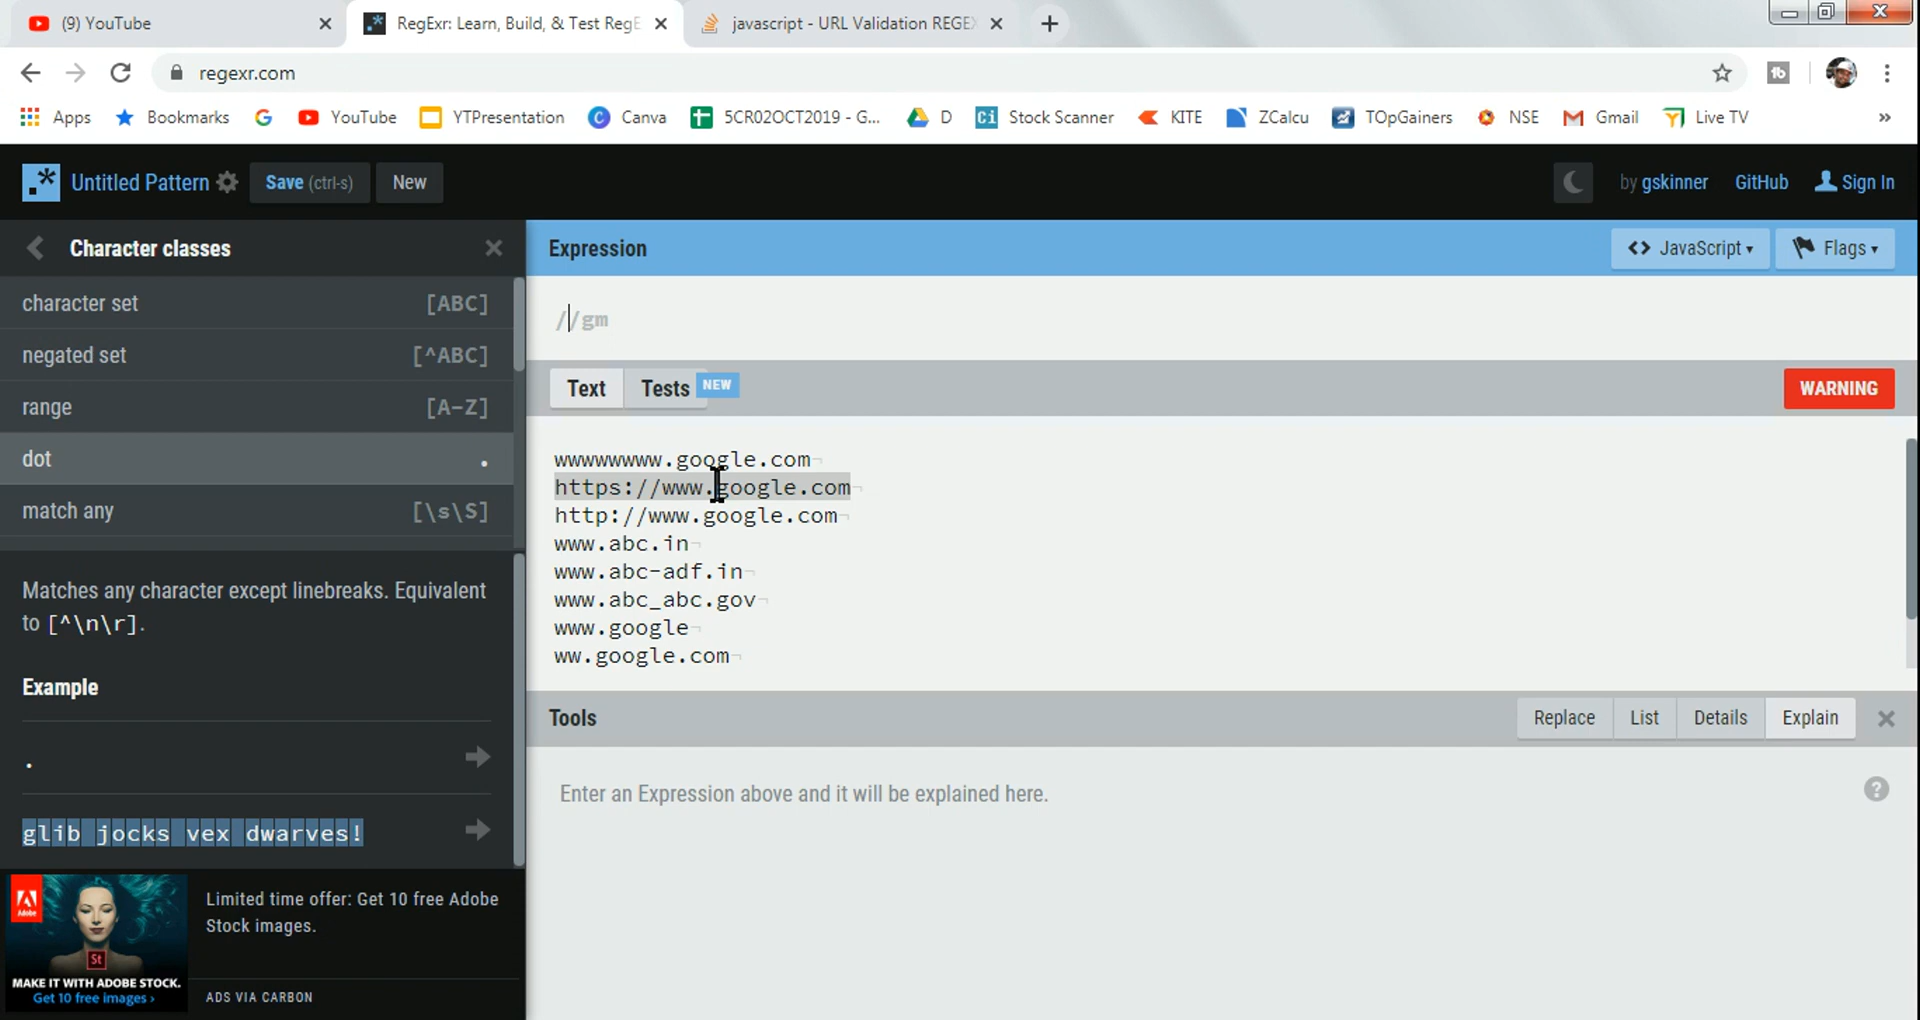 (9) YouTube
RegExr: Learn, Build, & Test RegE
javascript - URL Validation REGEX
regexr.com
Apps Bookmarks YouTube YTPresentation Canva 5CR02OCT2019 - G... D Ci Stock Scanner KITE ZCalcu TOpGainers NSE Gmail Live TV »
Untitled Pattern Save (ctrl-s) New by gskinner GitHub Sign In
Character classes
character set [ABC]
negated set [^ABC]
range [A-Z]
dot .
match any [\s\S]
Matches any character except linebreaks. Equivalent
to [^\n\r].
Example
.
glib jocks vex dwarves!
Adobe
St
MAKE IT WITH ADOBE STOCK.
Get 10 free images ›
Limited time offer: Get 10 free Adobe
Stock images.
ADS VIA CARBON
Expression <> JavaScript Flags
//gm
Text Tests NEW WARNING
wwwwwwww.google.com
https://www.google.com
http://www.google.com
www.abc.in
www.abc-adf.in
www.abc_abc.gov
www.google
ww.google.com
Tools Replace List Details Explain
Enter an Expression above and it will be explained here. ?